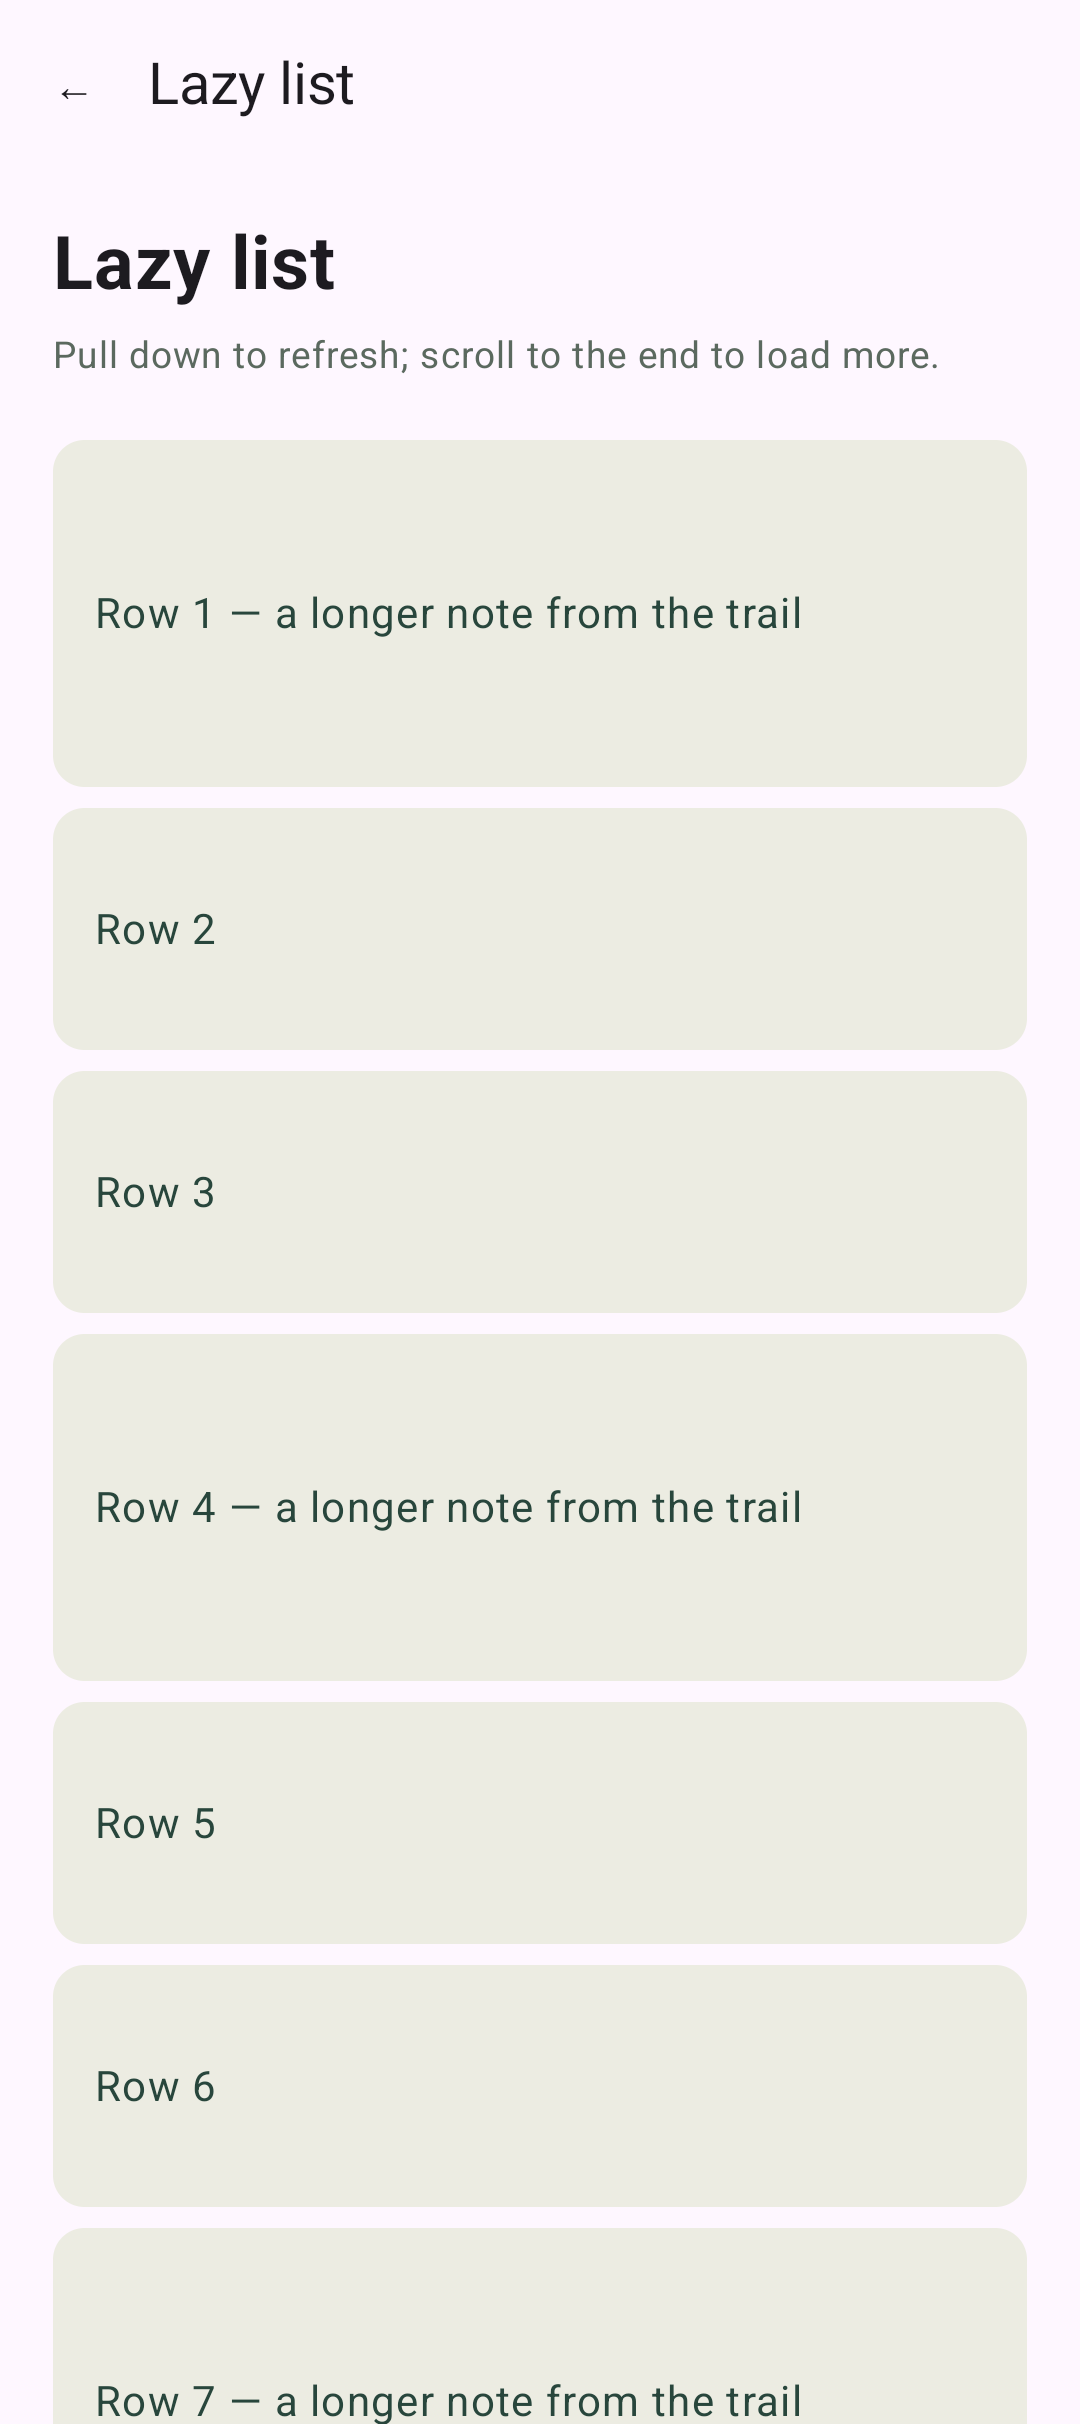 ← Lazy list
Lazy list
Pull down to refresh; scroll to the end to load more.
Row 1 — a longer note from the trail
Row 2
Row 3
Row 4 — a longer note from the trail
Row 5
Row 6
Row 7 — a longer note from the trail